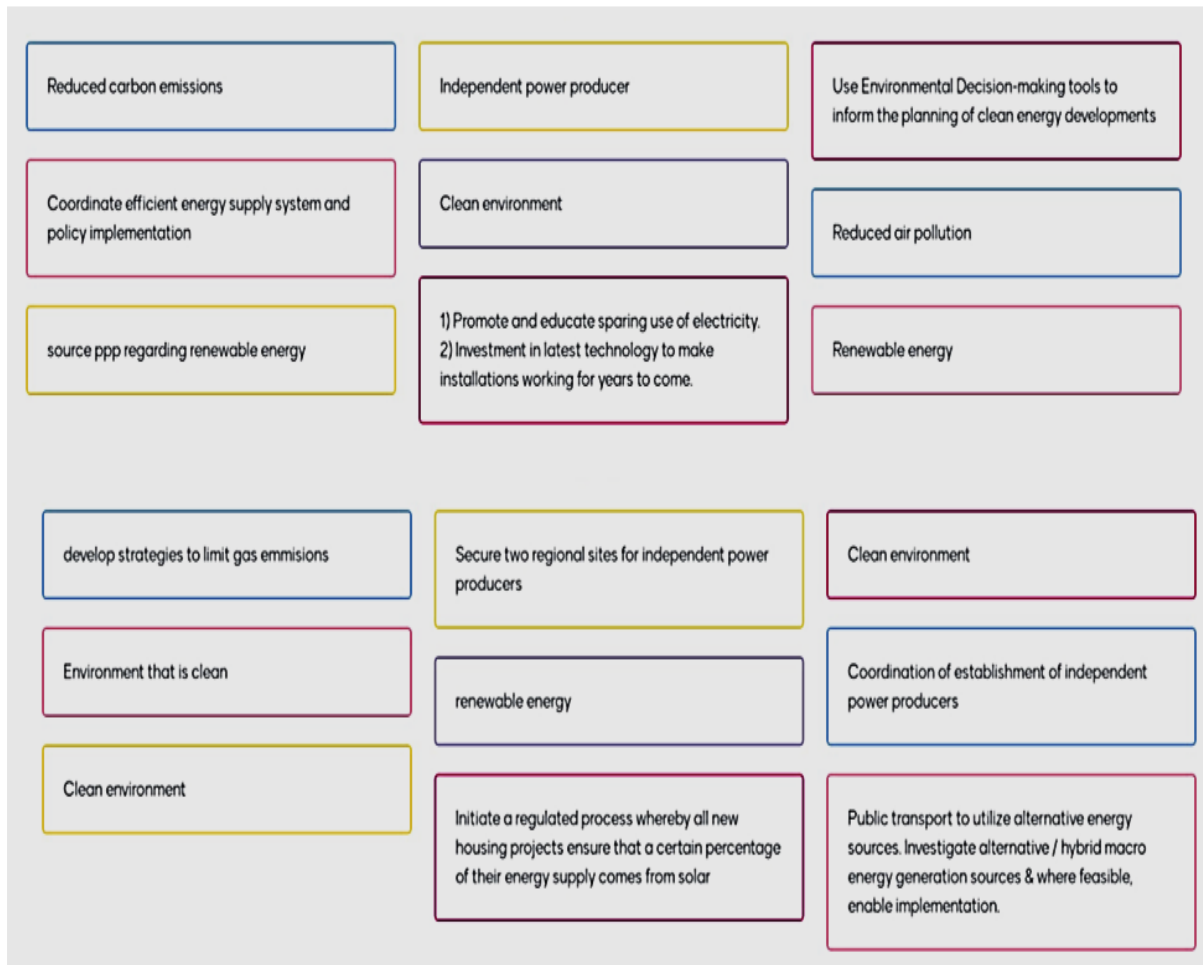 Reduced carbon emissions
Coordinate efficient energy supply system and
policy implementation
source ppp regarding renewable energy
Independent power producer
Clean environment
1) Promote and educate sparing use of electricity.
2) Investment in latest technology to make
installations working for years to come.
Use Environmental Decision-making tools to
inform the planning of clean energy developments
Reduced air pollution
Renewable energy
develop strategies to limit gas emmisions
Environment that is clean
Clean environment
Secure two regional sites for independent power
producers
renewable energy
Initiate a regulated process whereby all new
housing projects ensure that a certain percentage
of their energy supply comes from solar
Clean environment
Coordination of establishment of independent
power producers
Public transport to utilize alternative energy
sources. Investigate alternative / hybrid macro
energy generation sources & where feasible,
enable implementation.